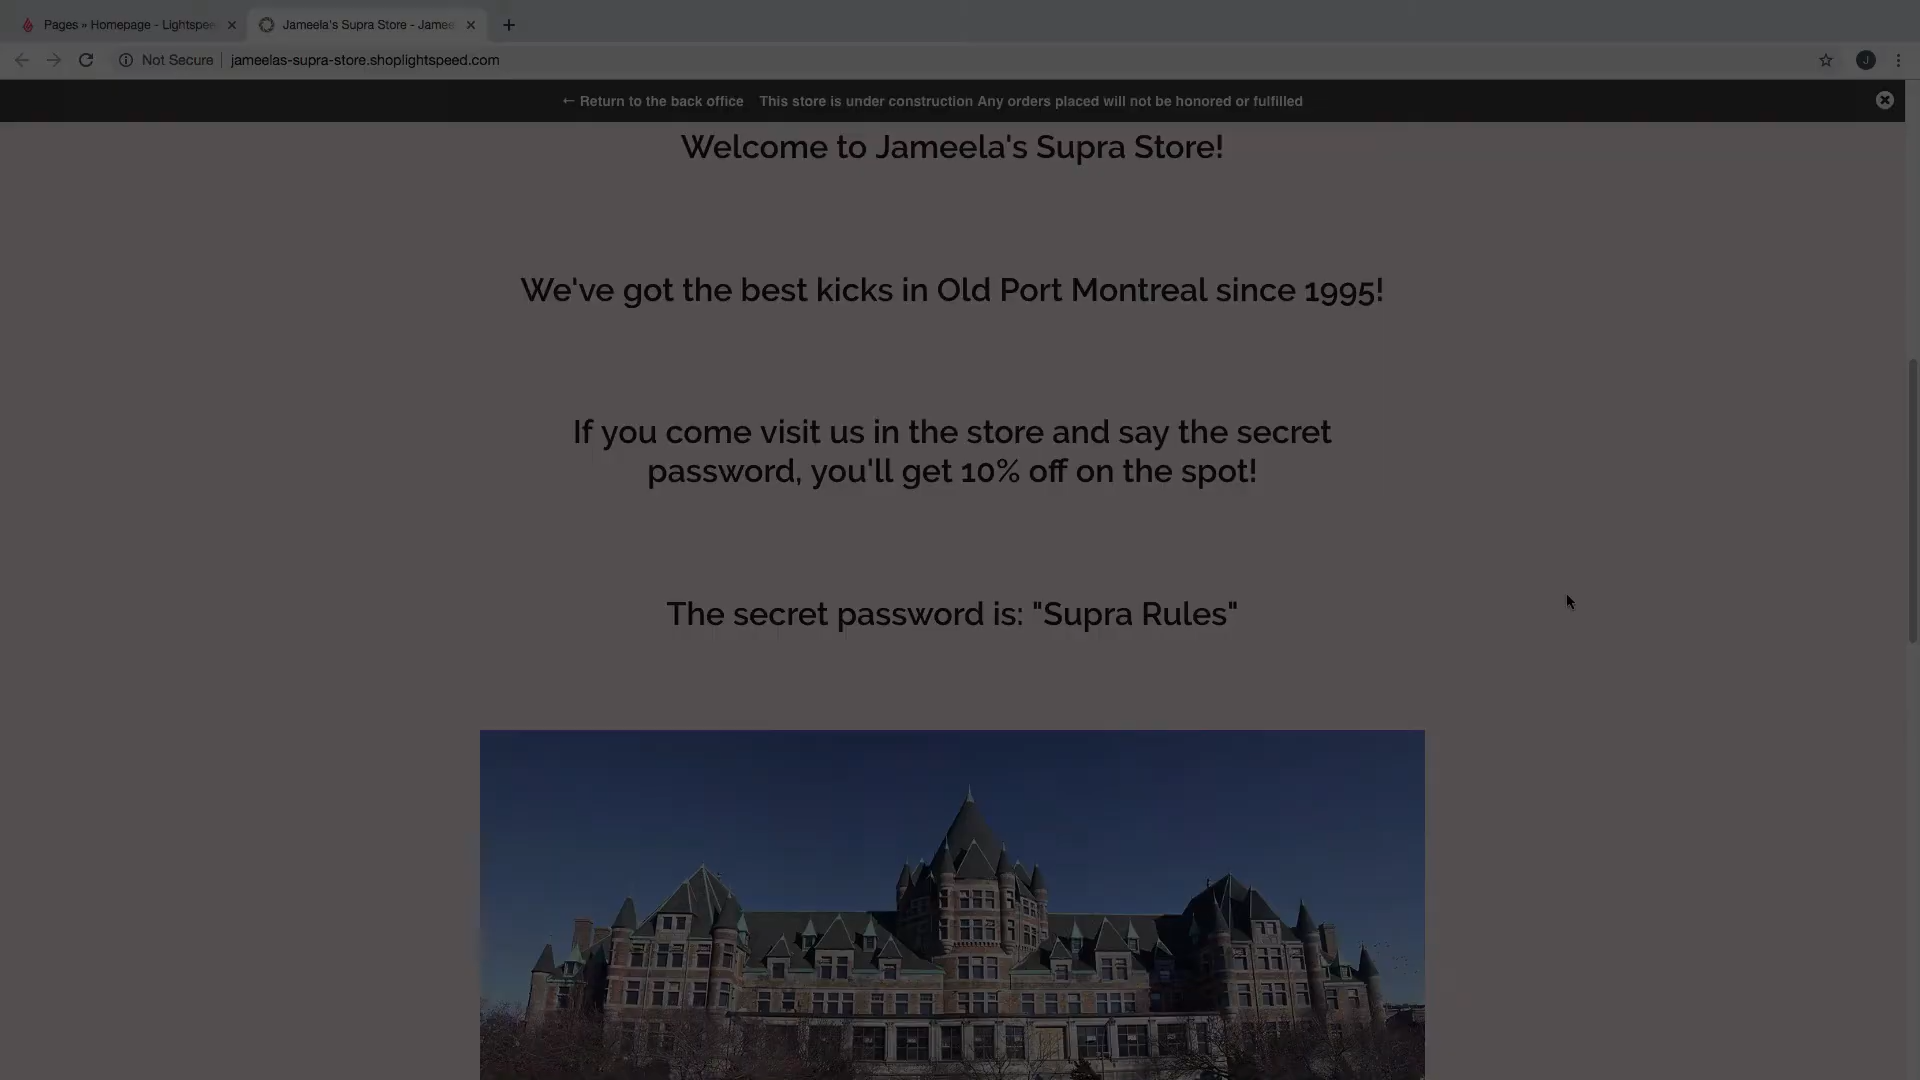 Pages » Homepage - Lightspe
Jameela's Supra Store - Jamee
Not Secure
jameelas-supra-store.shoplightspeed.com
J
← Return to the back office
This store is under construction Any orders placed will not be honored or fulfilled
Welcome to Jameela's Supra Store!
We've got the best kicks in Old Port Montreal since 1995!
If you come visit us in the store and say the secret
password, you'll get 10% off on the spot!
The secret password is: "Supra Rules"